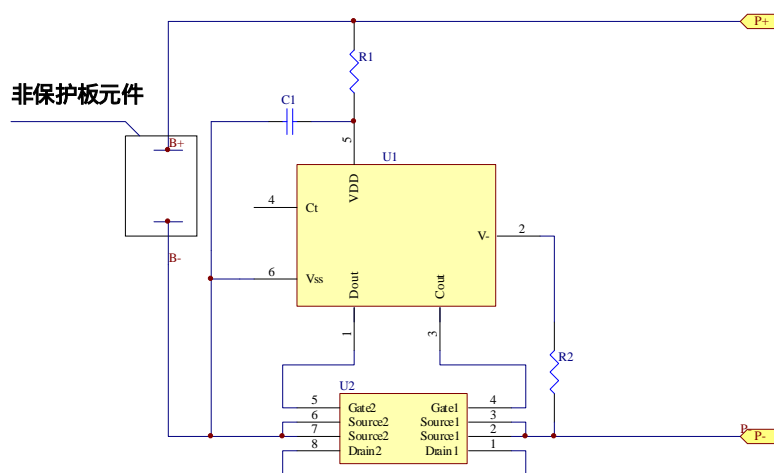 P+
R1
非保护板元件
C1
B+
5
U1
VDD
4
Ct
V-
2
B-
6
Vss
Dout
Cout
1
3
R2
U2
5
Gate2
Gate1
4
6
Source2
Source1
3
7
Source2
Source1
2
P-
P-
8
Drain2
Drain1
1